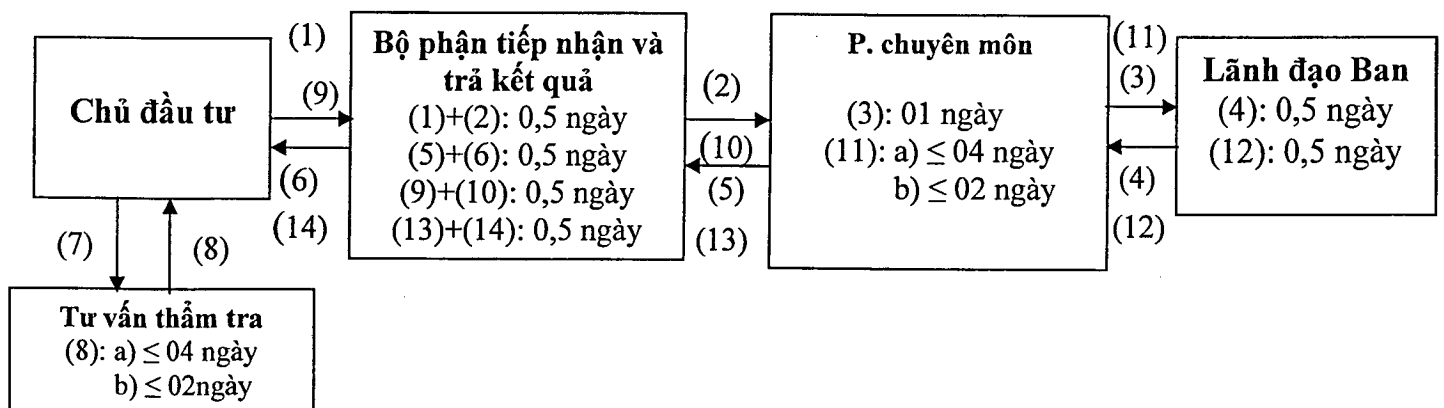 Chủ đầu tư
(1)
(9)
(6)
(14)
(7)
(8)
Tư vấn thẩm tra
(8): a) ≤ 04 ngày
b) ≤ 02ngày
Bộ phận tiếp nhận và
trả kết quả
(1)+(2): 0,5 ngày
(5)+(6): 0,5 ngày
(9)+(10): 0,5 ngày
(13)+(14): 0,5 ngày
(2)
(10)
(5)
(13)
P. chuyên môn
(3): 01 ngày
(11): a) ≤ 04 ngày
b) ≤ 02 ngày
(11)
(3)
(4)
(12)
Lãnh đạo Ban
(4): 0,5 ngày
(12): 0,5 ngày